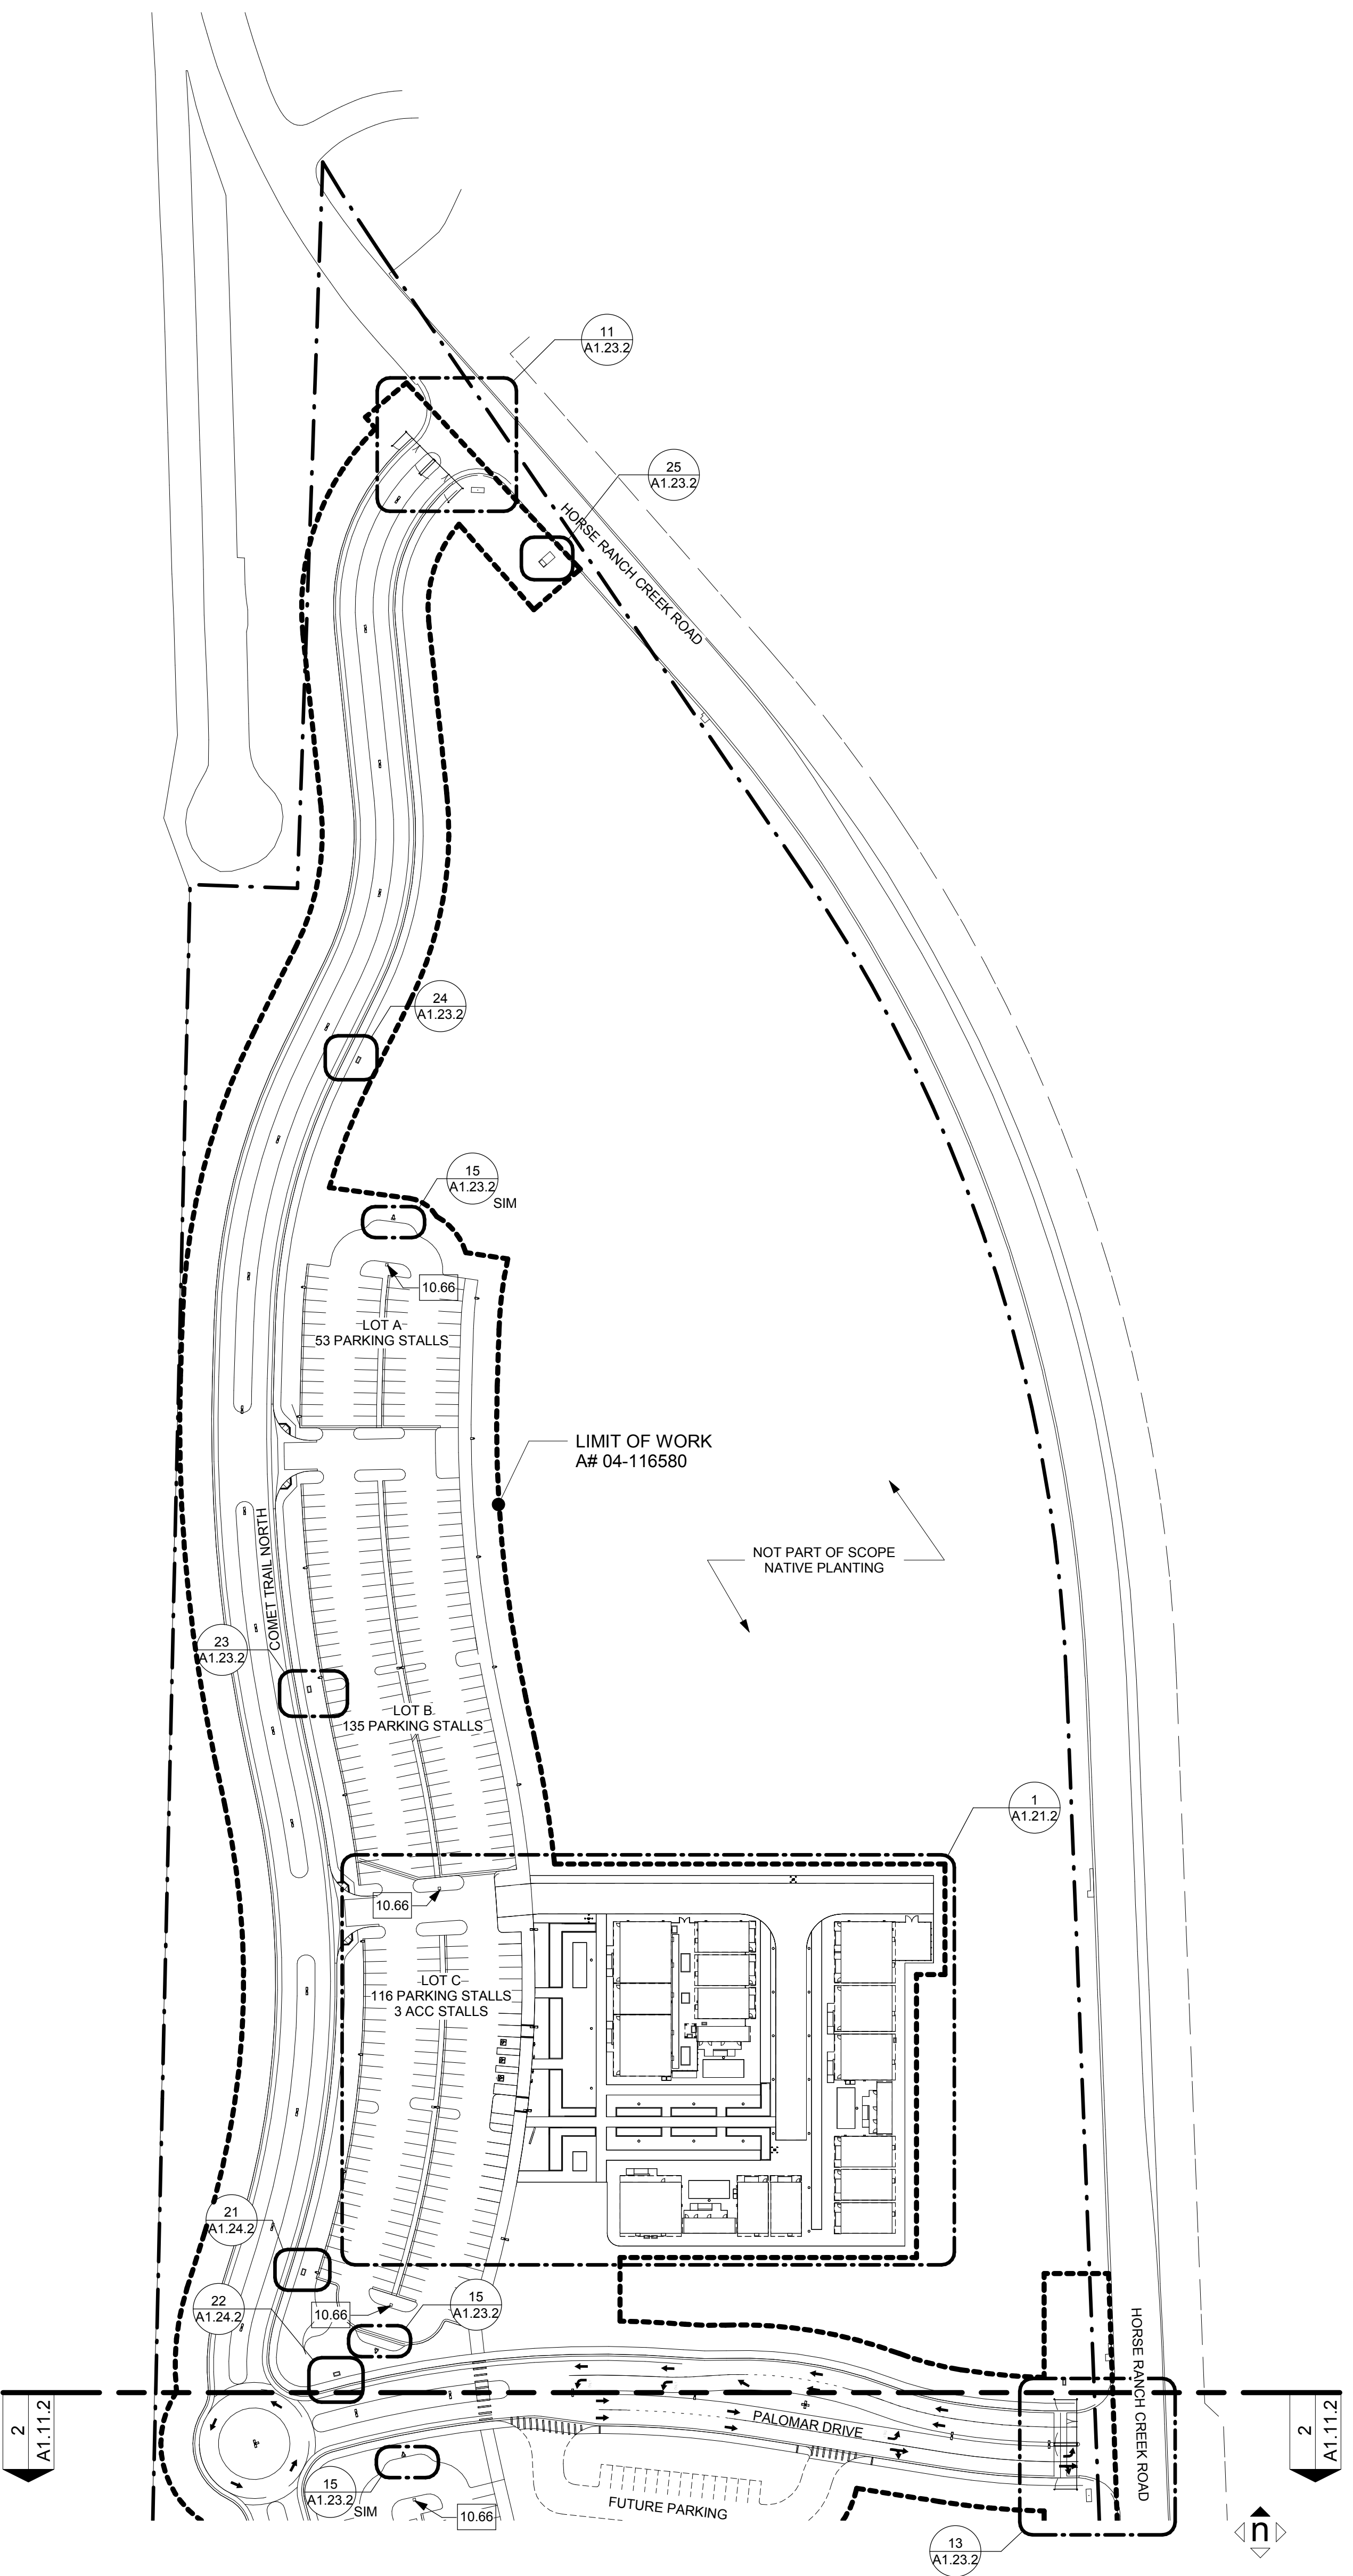 11
A1.23.2
25
A1.23.2
HORSE RANCH CREEK ROAD
24
A1.23.2
15
A1.23.2
SIM
10.66
LOT A
53 PARKING STALLS
LIMIT OF WORK
A# 04-116580
NOT PART OF SCOPE
NATIVE PLANTING
COMET TRAIL NORTH
23
A1.23.2
LOT B
135 PARKING STALLS
1
A1.21.2
10.66
LOT C
116 PARKING STALLS
3 ACC STALLS
21
A1.24.2
22
A1.24.2
10.66
15
A1.23.2
HORSE RANCH CREEK ROAD
2
A1.11.2
2
A1.11.2
PALOMAR DRIVE
15
A1.23.2
SIM
10.66
FUTURE PARKING
13
A1.23.2
n